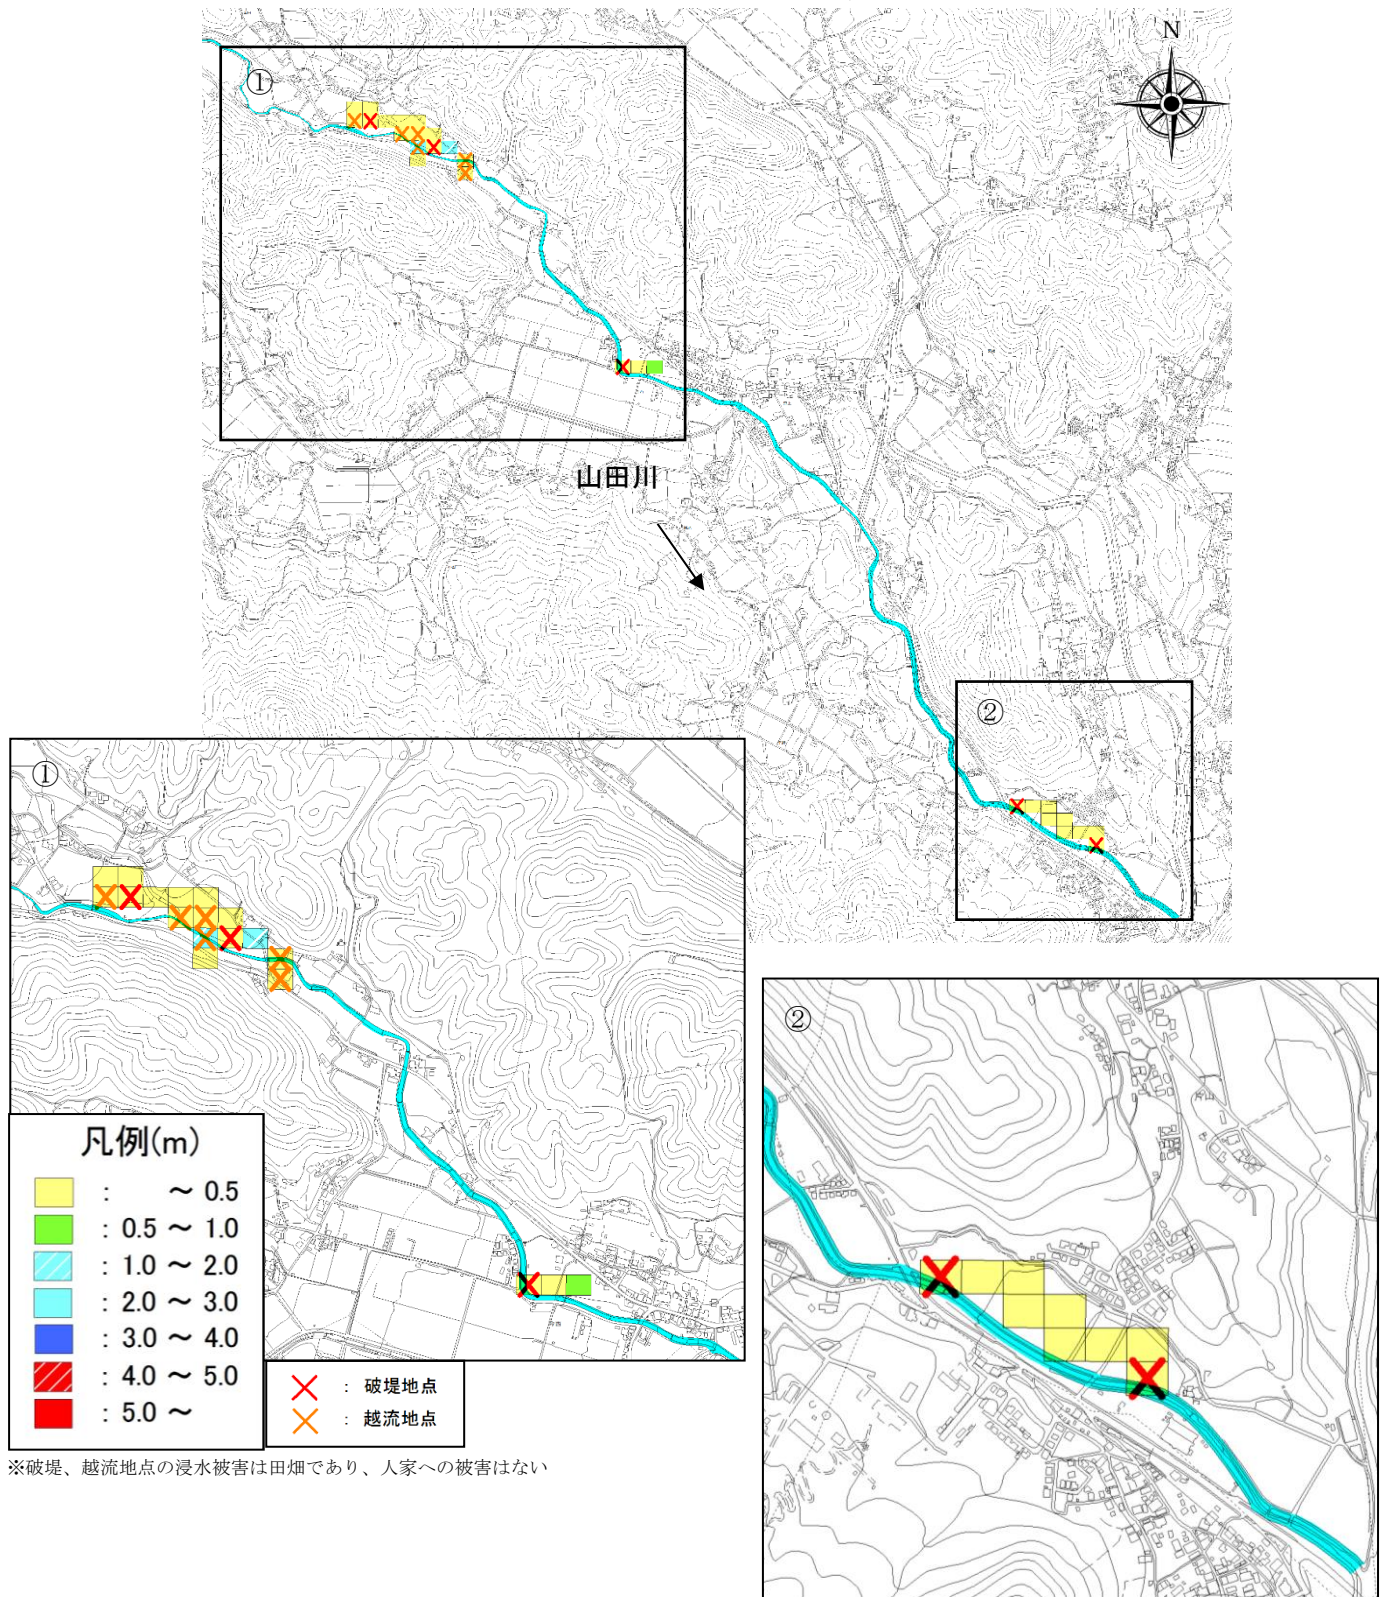 N
①
山田川
②
①
②
凡例(m)
: ~ 0.5
: 0.5 ~ 1.0
: 1.0 ~ 2.0
: 2.0 ~ 3.0
: 3.0 ~ 4.0
: 4.0 ~ 5.0
: 5.0 ~
: 破堤地点
: 越流地点
※破堤、越流地点の浸水被害は田畑であり、人家への被害はない